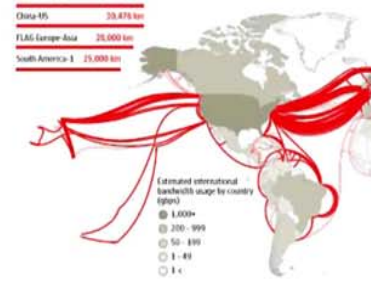 China-US 30,476 km
FLAG Europe-Asia 28,000 km
South America-1 25,000 km
Estimated international
bandwidth usage by country
(gbps)
1,000+
200 - 999
50 - 199
1 - 49
1 <